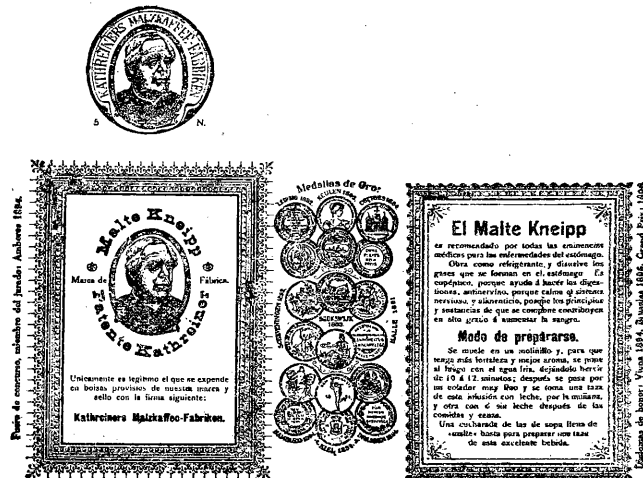 KATHREINERS MALZKAFFEE-FABRIKEN
5 N.
Fuera de concurso, miembro del jurado: Amberes 1894.
Malte Kneipp
Marca de Fábrica.
Patente Kathreiner
Unicamente es legítimo el que se expende
en bolsas provistas de nuestra marca y
sello con la firma siguiente:
Kathreiners Malzkaffee-Fabriken.
Medallas de Oro:
El Malte Kneipp
es recomendado por todas las eminencias
médicas para las enfermedades del estómago.
Obra como refrigerante, y disuelve los
gases que se forman en el estómago Es
eupéptico, porque ayuda á hacer las diges-
tiones, antinervino, porque calma el sistema
nervioso, y alimenticio, porque los principios
y sustancias de que se compone contribuyen
en alto grado á aumentar la sangre.
Modo de prepararse.
Se muele en un molinillo y, para que
tenga más fortaleza y mejor aroma, se pone
al fuego con el agua fria, dejándolo hervir
de 10 á 12 minutos; después se pasa por
un colador muy fino y se toma una taza
de esta infusión con leche, por la mañana,
y otra con ó sin leche después de las
comidas y cenas.
Una cucharada de las de sopa llena de
«malte» basta para preparar una taza
de esta excelente bebida.
Diplomas de honor: Viena 1894,